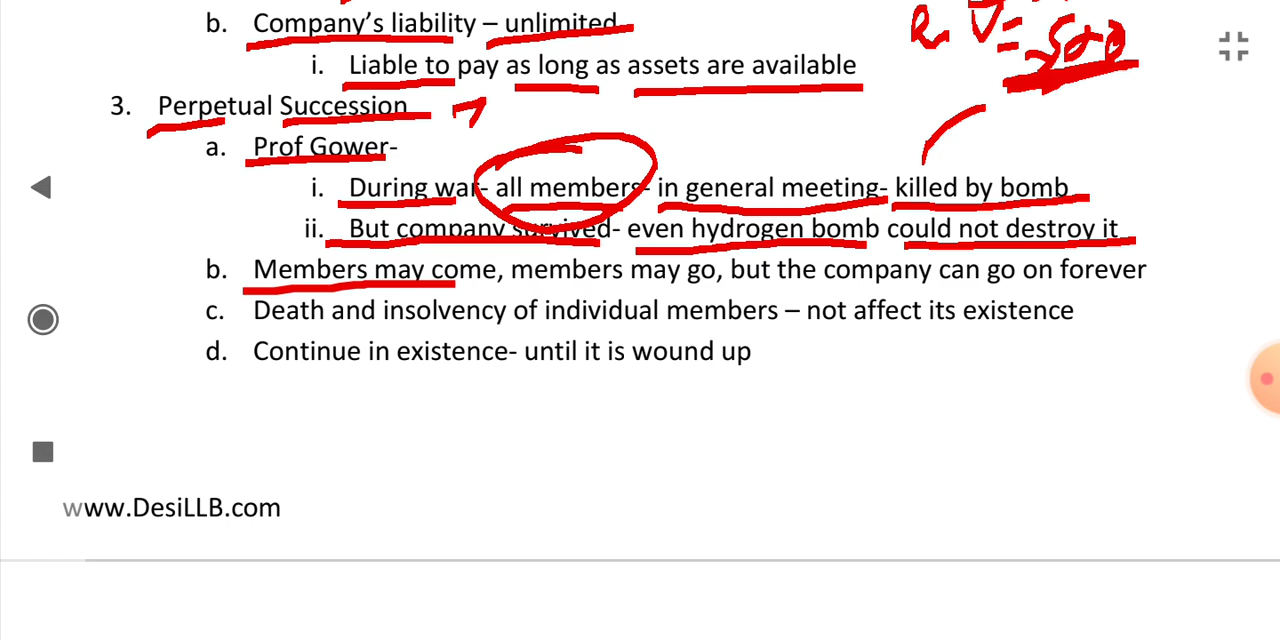 b. Company's liability – unlimited
i. Liable to pay as long as assets are available
3. Perpetual Succession
a. Prof Gower-
i. During war- all members- in general meeting- killed by bomb
ii. But company survived- even hydrogen bomb could not destroy it
b. Members may come, members may go, but the company can go on forever
c. Death and insolvency of individual members – not affect its existence
d. Continue in existence- until it is wound up
www.DesiLLB.com